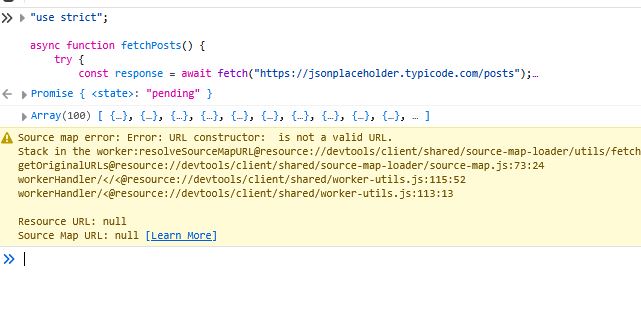 "use strict";
async function fetchPosts() {
try {
const response = await fetch("https://jsonplaceholder.typicode.com/posts");…
Promise { <state>: "pending" }
Array(100) [ {…}, {…}, {…}, {…}, {…}, {…}, {…}, {…}, {…}, {…}, … ]
Source map error: Error: URL constructor:  is not a valid URL.
Stack in the worker:resolveSourceMapURL@resource://devtools/client/shared/source-map-loader/utils/fetch
getOriginalURLs@resource://devtools/client/shared/source-map-loader/source-map.js:73:24
workerHandler/</<@resource://devtools/client/shared/worker-utils.js:115:52
workerHandler/<@resource://devtools/client/shared/worker-utils.js:113:13
Resource URL: null
Source Map URL: null [Learn More]